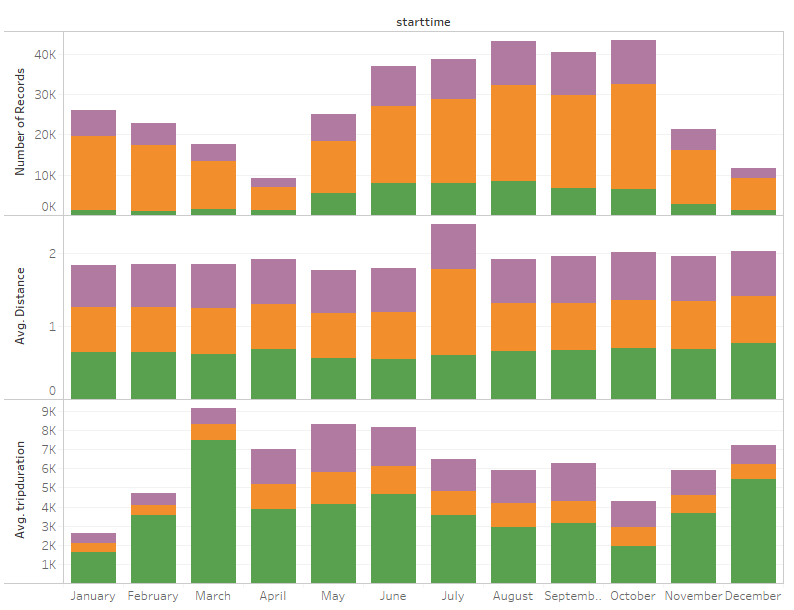 starttime
Number of Records
40K
30K
20K
10K
0K
Avg. Distance
2
1
0
Avg. tripduration
9K
8K
7K
6K
5K
4K
3K
2K
1K
January February March April May June July August Septemb.. October November December